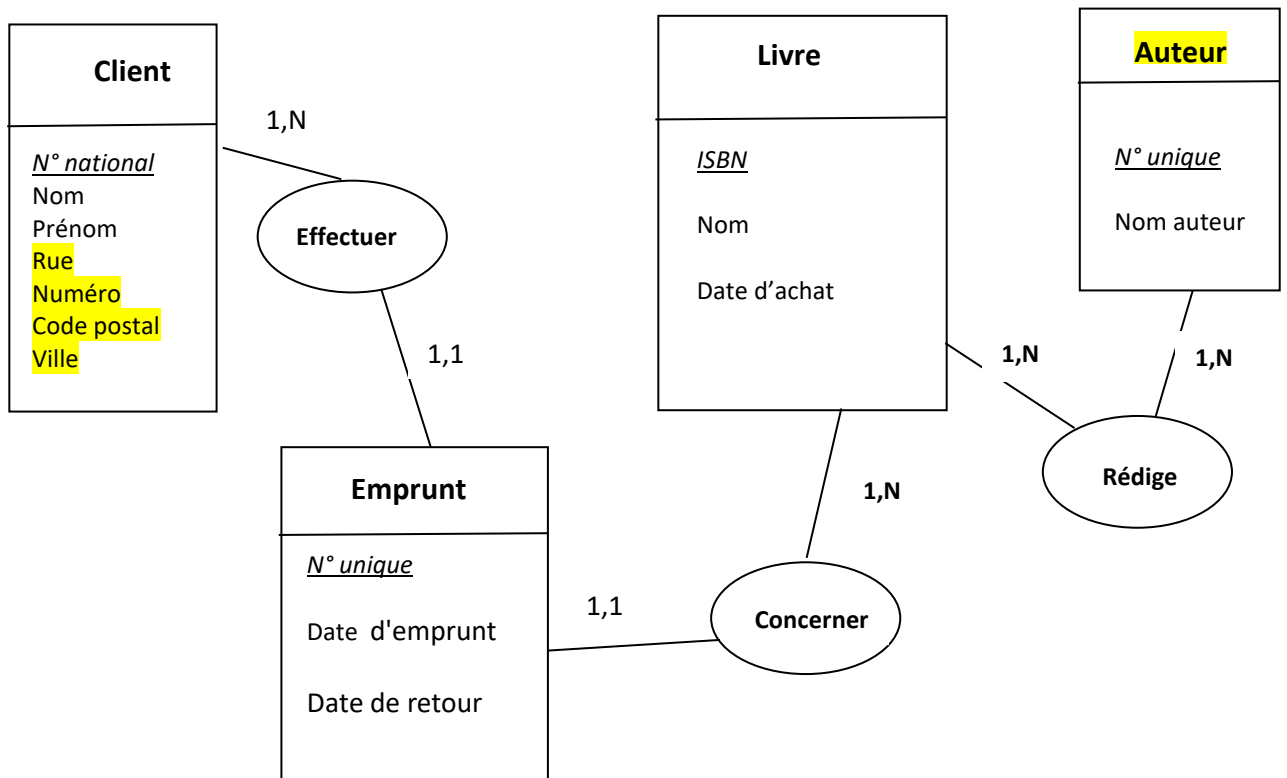 Client
N° national
Nom
Prénom
Rue
Numéro
Code postal
Ville
1,N
Effectuer
1,1
Emprunt
N° unique
Date d'emprunt
Date de retour
1,1
Concerner
1,N
Livre
ISBN
Nom
Date d’achat
1,N
Rédige
1,N
Auteur
N° unique
Nom auteur